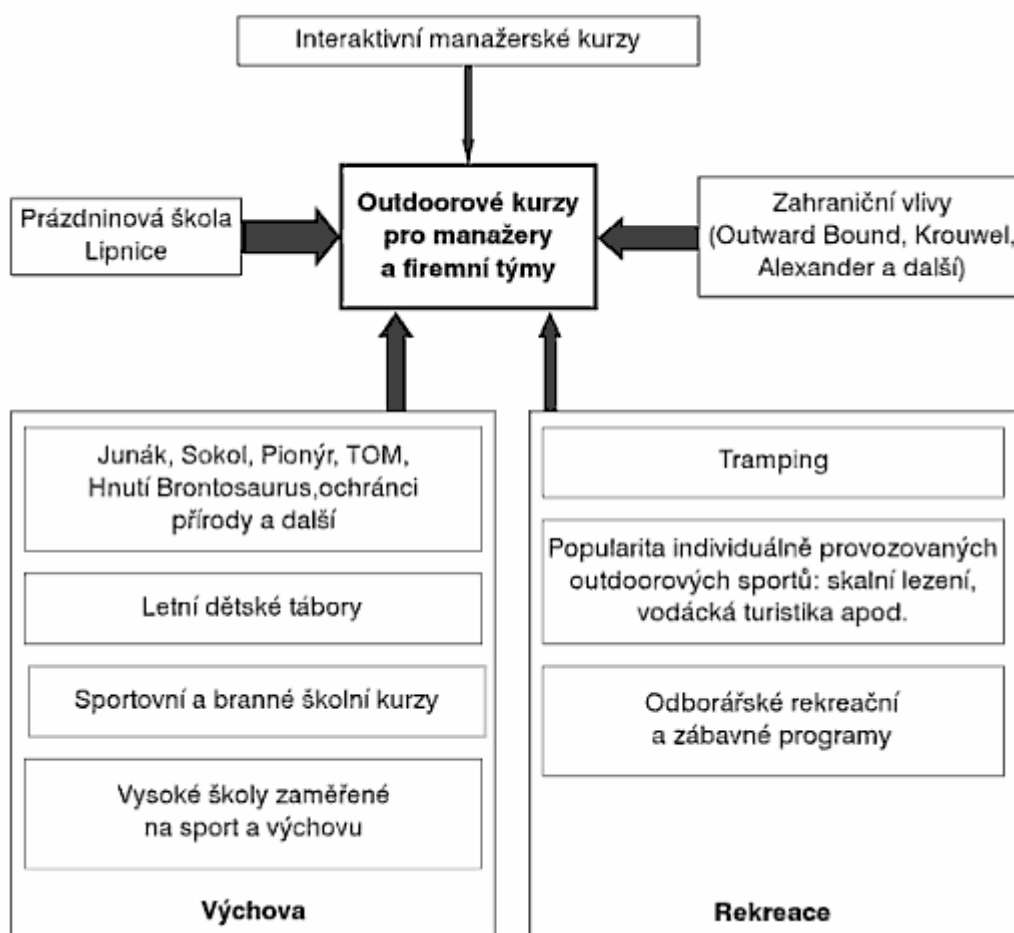 Interaktivní manažerské kurzy
Prázdninová škola
Lipnice
Outdoorové kurzy
pro manažery
a firemní týmy
Zahraniční vlivy
(Outward Bound, Krouwel,
Alexander a další)
Junák, Sokol, Pionýr, TOM,
Hnutí Brontosaurus,ochránci
přírody a další
Letní dětské tábory
Sportovní a branné školní kurzy
Vysoké školy zaměřené
na sport a výchovu
Výchova
Tramping
Popularita individuálně provozovaných
outdoorových sportů: skalní lezení,
vodácká turistika apod.
Odborářské rekreační
a zábavné programy
Rekreace